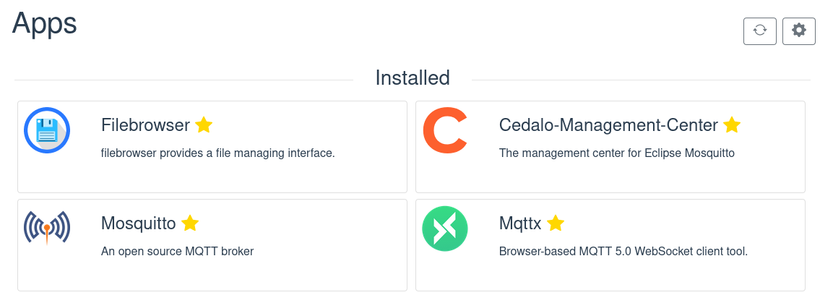 Apps
Installed
Filebrowser
filebrowser provides a file managing interface.
Cedalo-Management-Center
The management center for Eclipse Mosquitto
Mosquitto
An open source MQTT broker
Mqttx
Browser-based MQTT 5.0 WebSocket client tool.